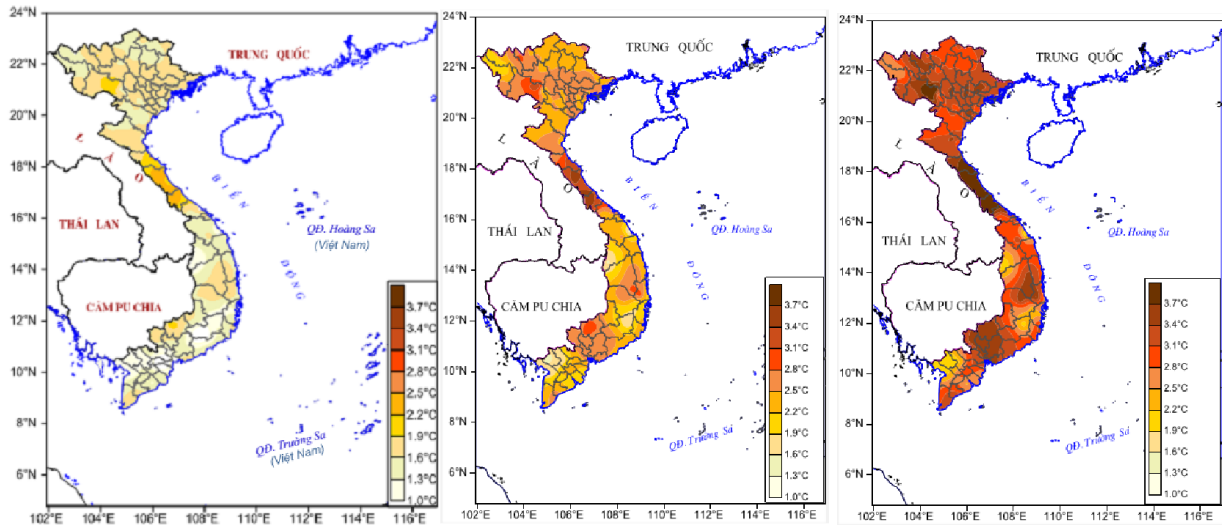 24°N
22°N
20°N
18°N
16°N
14°N
12°N
10°N
8°N
6°N
102°E
104°E
106°E
108°E
110°E
112°E
114°E
116°E
TRUNG QUỐC
LÀO
THÁI LAN
CĂM PU CHIA
BIỂN
ĐÔNG
QĐ. Hoàng Sa
(Việt Nam)
QĐ. Trường Sa
(Việt Nam)
3.7°C
3.4°C
3.1°C
2.8°C
2.5°C
2.2°C
1.9°C
1.6°C
1.3°C
1.0°C
24°N
22°N
20°N
18°N
16°N
14°N
12°N
10°N
8°N
6°N
102°E
104°E
106°E
108°E
110°E
112°E
114°E
116°E
TRUNG QUỐC
LAO
THÁI LAN
CĂM PU CHIA
BIỂN
ĐÔNG
QĐ. Hoàng Sa
QĐ. Trường Sa
3.7°C
3.4°C
3.1°C
2.8°C
2.5°C
2.2°C
1.9°C
1.6°C
1.3°C
1.0°C
24°N
22°N
20°N
18°N
16°N
14°N
12°N
10°N
8°N
6°N
102°E
104°E
106°E
108°E
110°E
112°E
114°E
116°E
TRUNG QUỐC
LAO
THÁI LAN
CĂM PU CHIA
BIỂN
ĐÔNG
QĐ. Hoàng Sa
QĐ. Trường Sa
3.7°C
3.4°C
3.1°C
2.8°C
2.5°C
2.2°C
1.9°C
1.6°C
1.3°C
1.0°C